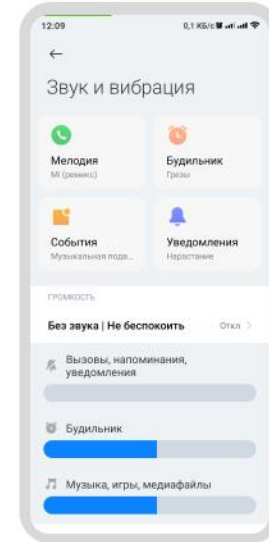 12:09 0,1 КБ/с
Звук и вибрация
Мелодия
Mi (ремикс)
Будильник
Грезы
События
Музыкальная подв...
Уведомления
Нарастание
ГРОМКОСТЬ
Без звука | Не беспокоить Откл
Вызовы, напоминания,
уведомления
Будильник
Музыка, игры, медиафайлы